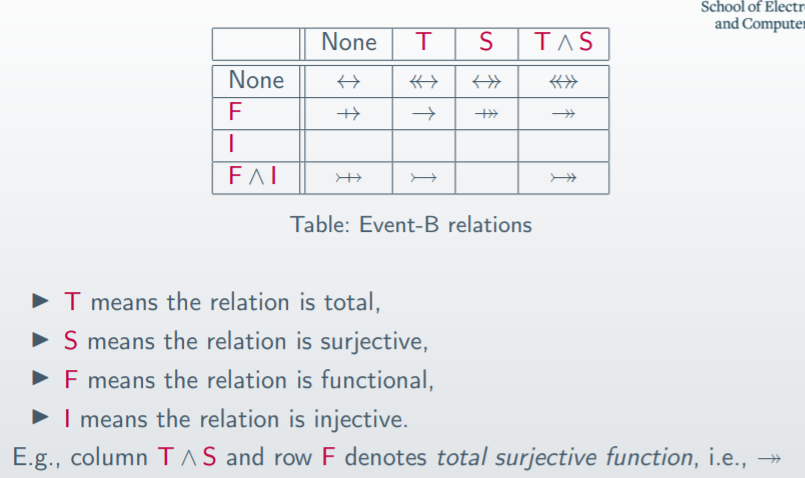 School of Electr
and Computer
None T S T ∧ S
None ↔  ↠
F ⇸ → ⤀ ↠
I
F ∧ I ⤔ ↣ ⤖
Table: Event-B relations
▶ T means the relation is total,
▶ S means the relation is surjective,
▶ F means the relation is functional,
▶ I means the relation is injective.
E.g., column T ∧ S and row F denotes total surjective function, i.e., ↠